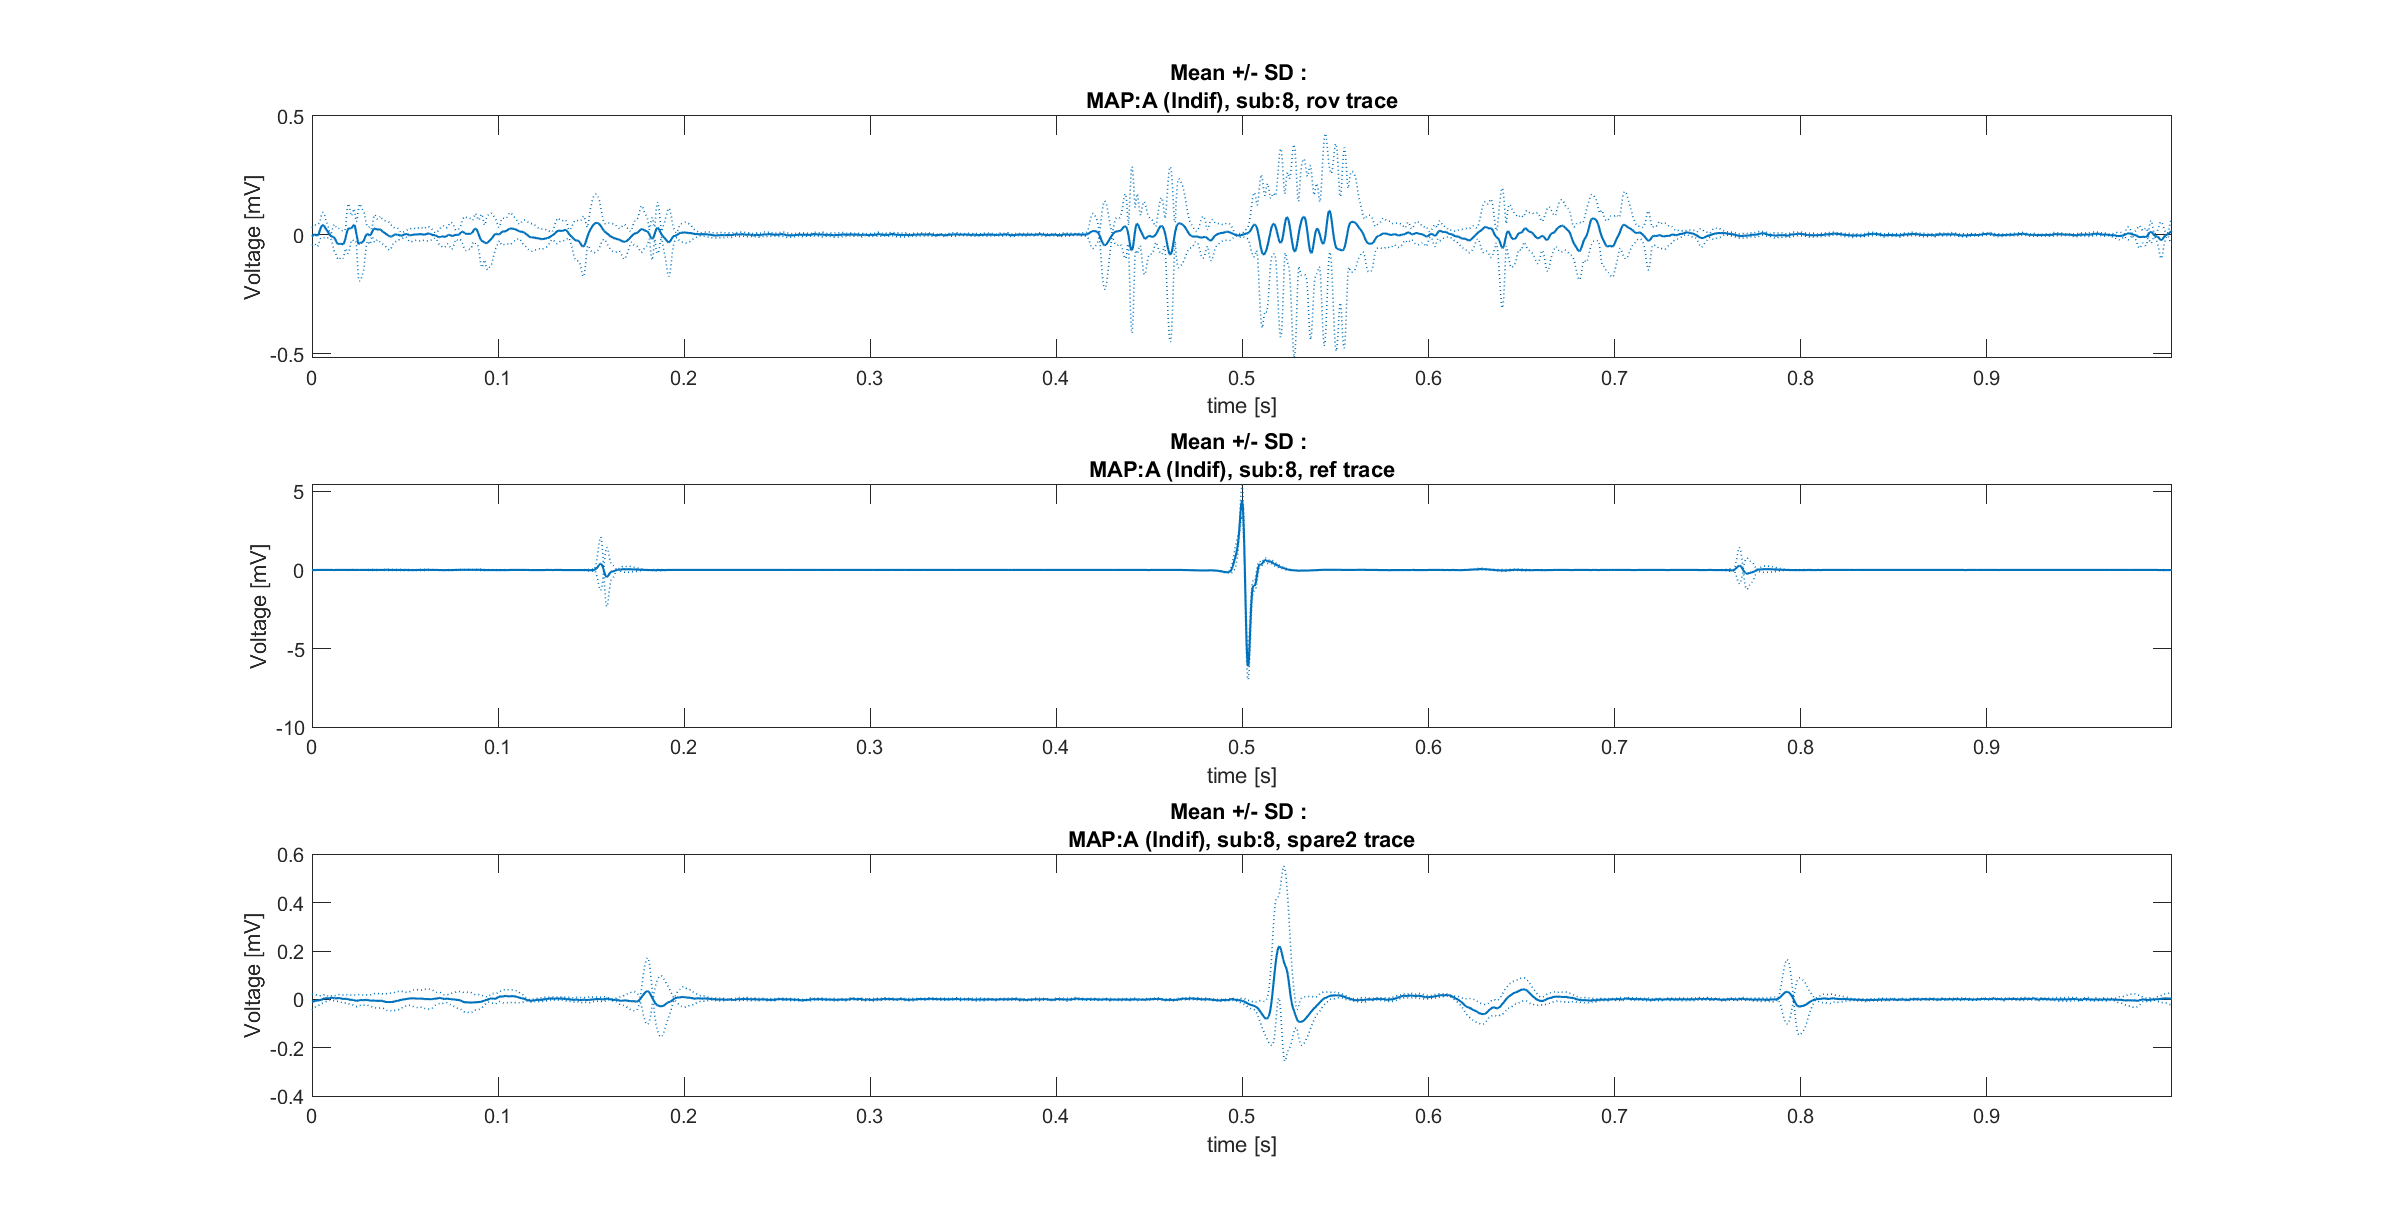 Mean +/- SD :
MAP:A (Indif), sub:8, rov trace
0.5
0
-0.5
Voltage [mV]
0 0.1 0.2 0.3 0.4 0.5 0.6 0.7 0.8 0.9
time [s]
Mean +/- SD :
MAP:A (Indif), sub:8, ref trace
5
0
-5
-10
Voltage [mV]
0 0.1 0.2 0.3 0.4 0.5 0.6 0.7 0.8 0.9
time [s]
Mean +/- SD :
MAP:A (Indif), sub:8, spare2 trace
0.6
0.4
0.2
0
-0.2
-0.4
Voltage [mV]
0 0.1 0.2 0.3 0.4 0.5 0.6 0.7 0.8 0.9
time [s]